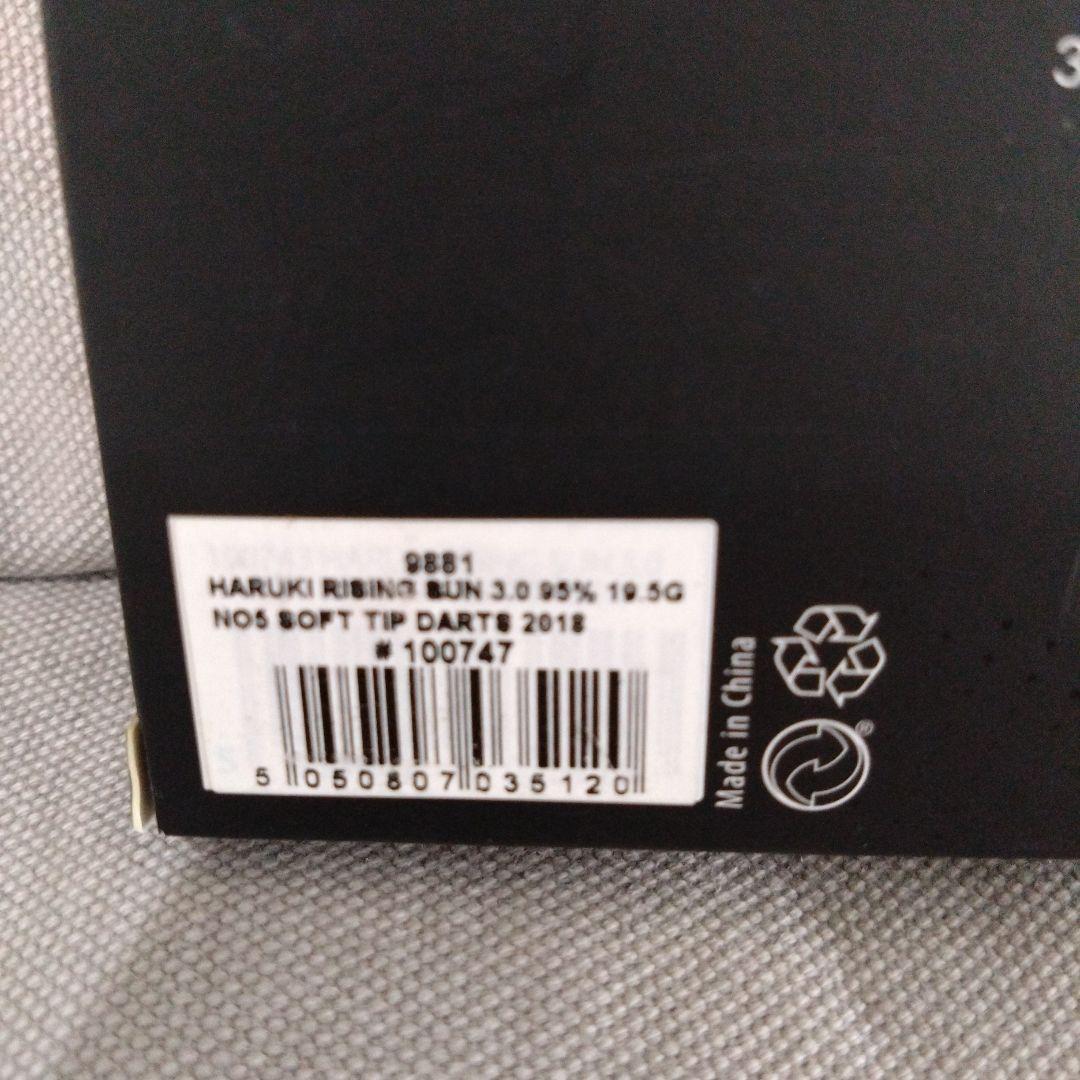 3
9881
HARUKI RISING SUN 3.0 95% 19.5G
NO5 SOFT TIP DARTS 2018
# 100747
5 050807 035120
Made in China
®